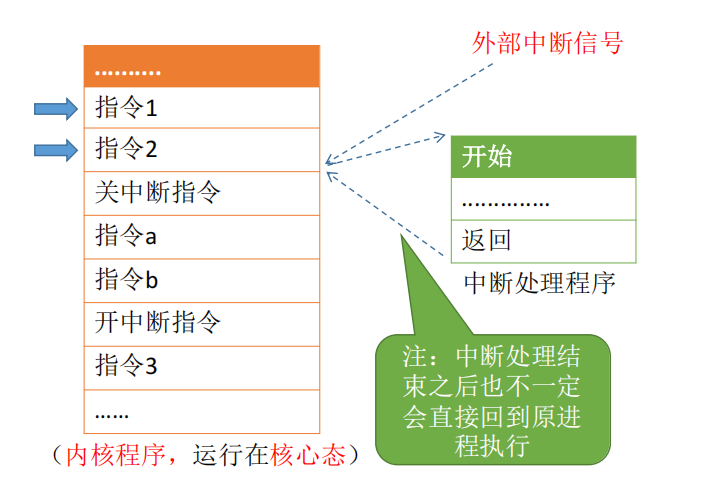 外部中断信号
..........
指令1
指令2
关中断指令
指令a
指令b
开中断指令
指令3
......
(内核程序，运行在核心态)
开始
..............
返回
中断处理程序
注：中断处理结
束之后也不一定
会直接回到原进
程执行